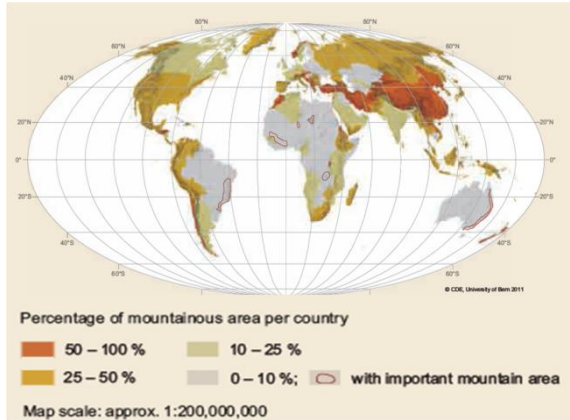 80°N 80°N
60°N 60°N
40°N 40°N
20°N 20°N
0° 0°
20°S 20°S
40°S 40°S
60°S
© CDE, University of Bern 2011
Percentage of mountainous area per country
50 – 100 % 10 – 25 %
25 – 50 % 0 – 10 %; with important mountain area
Map scale: approx. 1:200,000,000